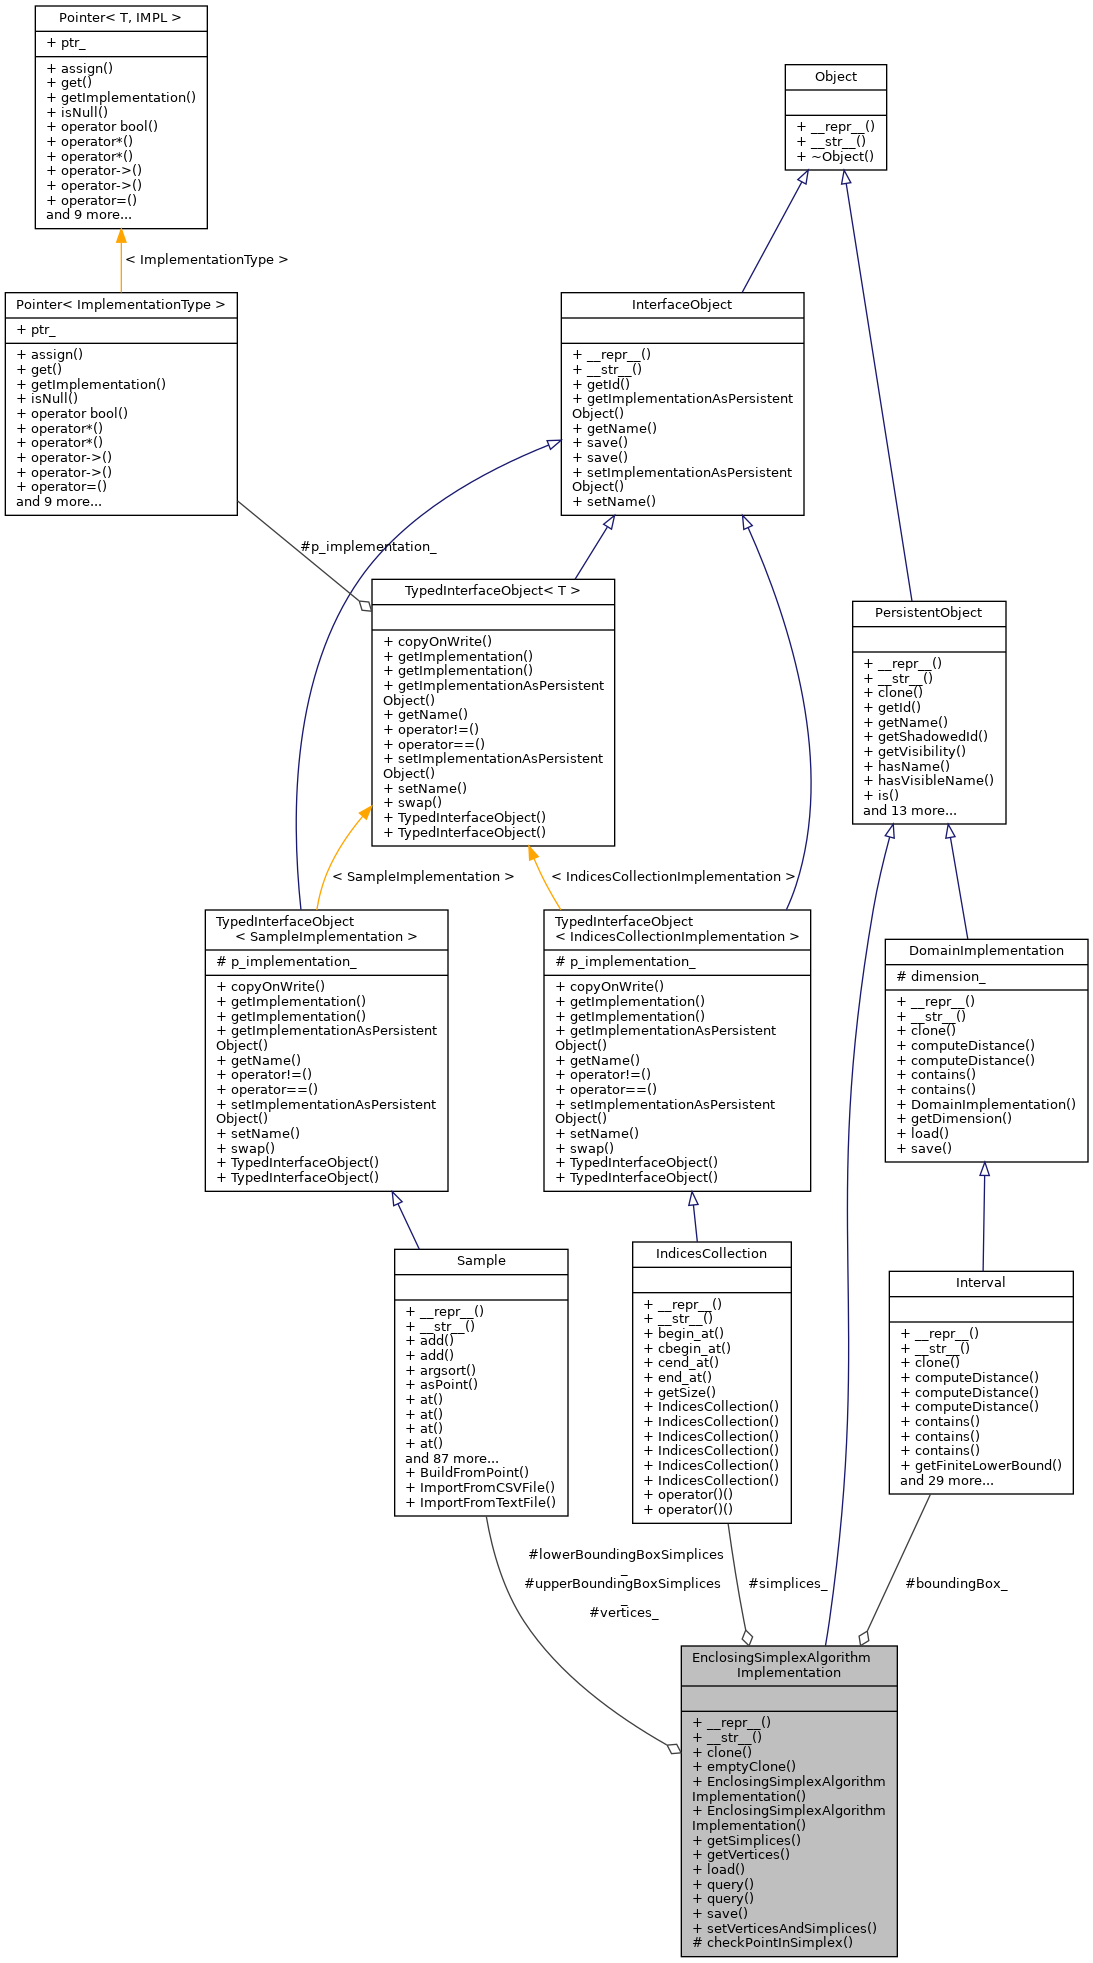 Pointer< T, IMPL >
+ ptr_
+ assign()
+ get()
+ getImplementation()
+ isNull()
+ operator bool()
+ operator*()
+ operator*()
+ operator->()
+ operator->()
+ operator=()
and 9 more...
Object
+ __repr__()
+ __str__()
+ ~Object()
< ImplementationType >
Pointer< ImplementationType >
+ ptr_
+ assign()
+ get()
+ getImplementation()
+ isNull()
+ operator bool()
+ operator*()
+ operator*()
+ operator->()
+ operator->()
+ operator=()
and 9 more...
InterfaceObject
+ __repr__()
+ __str__()
+ getId()
+ getImplementationAsPersistent
Object()
+ getName()
+ save()
+ save()
+ setImplementationAsPersistent
Object()
+ setName()
#p_implementation_
TypedInterfaceObject< T >
+ copyOnWrite()
+ getImplementation()
+ getImplementation()
+ getImplementationAsPersistent
Object()
+ getName()
+ operator!=()
+ operator==()
+ setImplementationAsPersistent
Object()
+ setName()
+ swap()
+ TypedInterfaceObject()
+ TypedInterfaceObject()
PersistentObject
+ __repr__()
+ __str__()
+ clone()
+ getId()
+ getName()
+ getShadowedId()
+ getVisibility()
+ hasName()
+ hasVisibleName()
+ is()
and 13 more...
< SampleImplementation >
< IndicesCollectionImplementation >
TypedInterfaceObject
< SampleImplementation >
# p_implementation_
+ copyOnWrite()
+ getImplementation()
+ getImplementation()
+ getImplementationAsPersistent
Object()
+ getName()
+ operator!=()
+ operator==()
+ setImplementationAsPersistent
Object()
+ setName()
+ swap()
+ TypedInterfaceObject()
+ TypedInterfaceObject()
TypedInterfaceObject
< IndicesCollectionImplementation >
# p_implementation_
+ copyOnWrite()
+ getImplementation()
+ getImplementation()
+ getImplementationAsPersistent
Object()
+ getName()
+ operator!=()
+ operator==()
+ setImplementationAsPersistent
Object()
+ setName()
+ swap()
+ TypedInterfaceObject()
+ TypedInterfaceObject()
DomainImplementation
# dimension_
+ __repr__()
+ __str__()
+ clone()
+ computeDistance()
+ computeDistance()
+ contains()
+ contains()
+ DomainImplementation()
+ getDimension()
+ load()
+ save()
Sample
+ __repr__()
+ __str__()
+ add()
+ add()
+ argsort()
+ asPoint()
+ at()
+ at()
+ at()
+ at()
and 87 more...
+ BuildFromPoint()
+ ImportFromCSVFile()
+ ImportFromTextFile()
IndicesCollection
+ __repr__()
+ __str__()
+ begin_at()
+ cbegin_at()
+ cend_at()
+ end_at()
+ getSize()
+ IndicesCollection()
+ IndicesCollection()
+ IndicesCollection()
+ IndicesCollection()
+ IndicesCollection()
+ IndicesCollection()
+ operator()()
+ operator()()
Interval
+ __repr__()
+ __str__()
+ clone()
+ computeDistance()
+ computeDistance()
+ computeDistance()
+ contains()
+ contains()
+ contains()
+ getFiniteLowerBound()
and 29 more...
#lowerBoundingBoxSimplices
_
#upperBoundingBoxSimplices
_
#vertices_
#simplices_
#boundingBox_
EnclosingSimplexAlgorithm
Implementation
+ __repr__()
+ __str__()
+ clone()
+ emptyClone()
+ EnclosingSimplexAlgorithm
Implementation()
+ EnclosingSimplexAlgorithm
Implementation()
+ getSimplices()
+ getVertices()
+ load()
+ query()
+ query()
+ save()
+ setVerticesAndSimplices()
# checkPointInSimplex()